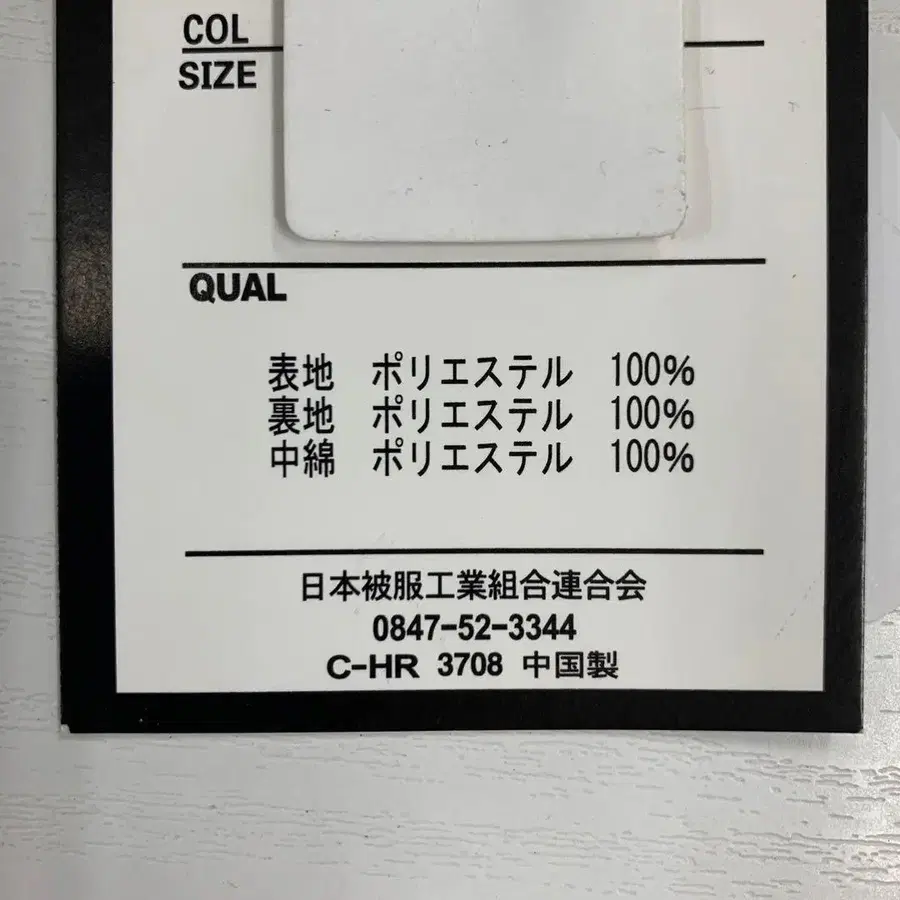 COL
SIZE
QUAL
表地 ポリエステル 100%
裏地 ポリエステル 100%
中綿 ポリエステル 100%
日本被服工業組合連合会
0847-52-3344
C-HR 3708 中国製